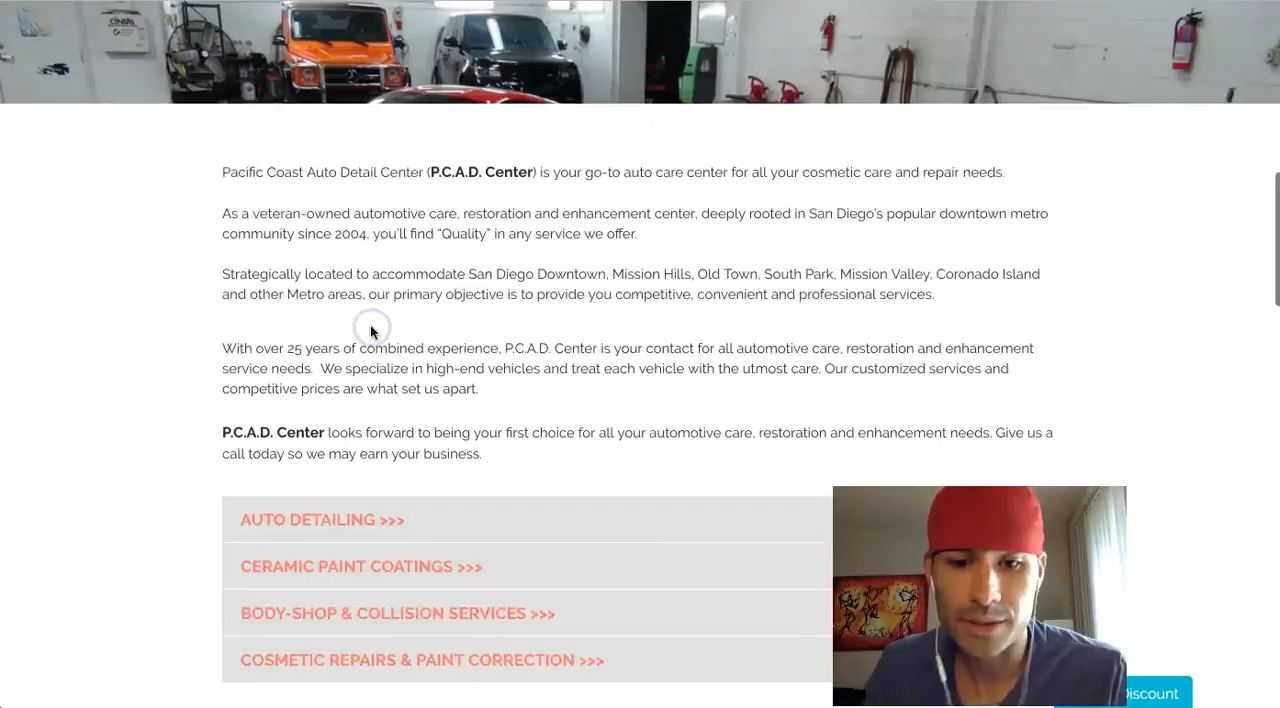 CINTAS
Pacific Coast Auto Detail Center (P.C.A.D. Center) is your go-to auto care center for all your cosmetic care and repair needs.
As a veteran-owned automotive care, restoration and enhancement center, deeply rooted in San Diego's popular downtown metro
community since 2004, you'll find “Quality” in any service we offer.
Strategically located to accommodate San Diego Downtown, Mission Hills, Old Town, South Park, Mission Valley, Coronado Island
and other Metro areas, our primary objective is to provide you competitive, convenient and professional services.
With over 25 years of combined experience, P.C.A.D. Center is your contact for all automotive care, restoration and enhancement
service needs. We specialize in high-end vehicles and treat each vehicle with the utmost care. Our customized services and
competitive prices are what set us apart.
P.C.A.D. Center looks forward to being your first choice for all your automotive care, restoration and enhancement needs. Give us a
call today so we may earn your business.
AUTO DETAILING >>>
CERAMIC PAINT COATINGS >>>
BODY-SHOP & COLLISION SERVICES >>>
COSMETIC REPAIRS & PAINT CORRECTION >>>
Discount